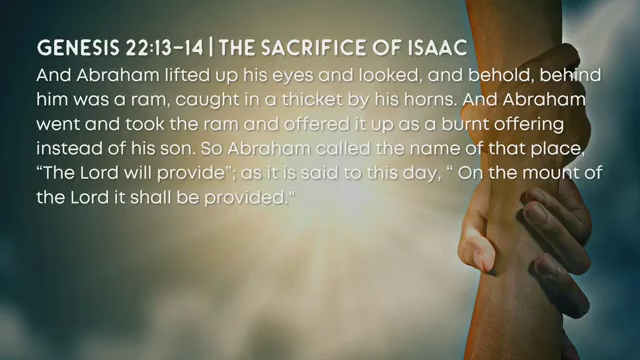 GENESIS 22:13-14 | THE SACRIFICE OF ISAAC
And Abraham lifted up his eyes and looked, and behold, behind
him was a ram, caught in a thicket by his horns. And Abraham
went and took the ram and offered it up as a burnt offering
instead of his son. So Abraham called the name of that place,
“The Lord will provide”; as it is said to this day, “ On the mount of
the Lord it shall be provided."